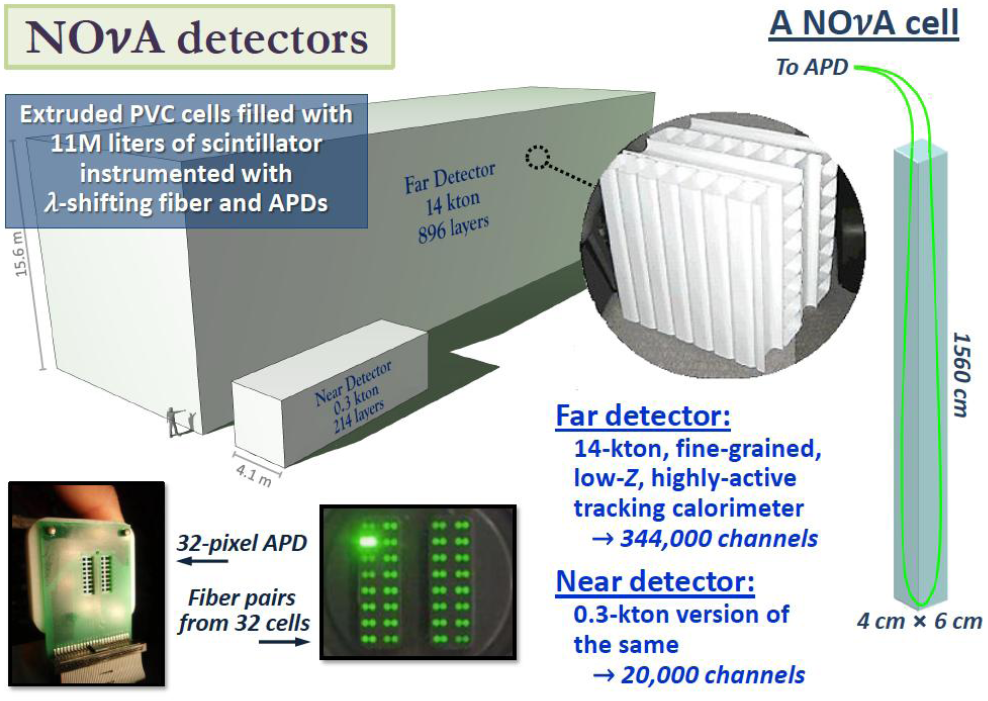 NOνA detectors
Extruded PVC cells filled with
11M liters of scintillator
instrumented with
λ-shifting fiber and APDs
15.6 m
Far Detector
14 kton
896 layers
Near Detector
0.3 kton
214 layers
4.1 m
32-pixel APD
Fiber pairs
from 32 cells
A NOνA cell
To APD
1560 cm
4 cm × 6 cm
Far detector:
14-kton, fine-grained,
low-Z, highly-active
tracking calorimeter
→ 344,000 channels
Near detector:
0.3-kton version of
the same
→ 20,000 channels